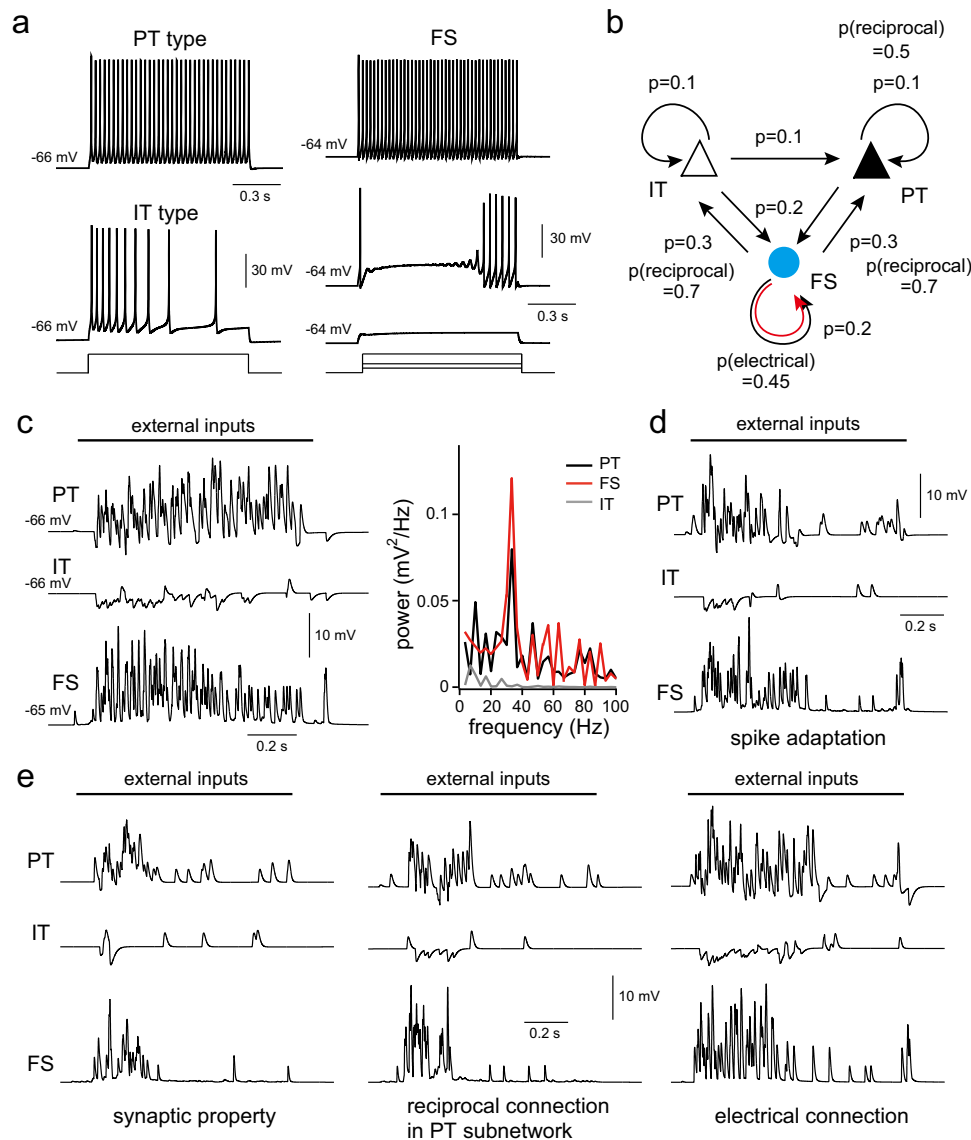 a
PT type
-66 mV
0.3 s
IT type
30 mV
-66 mV
FS
-64 mV
30 mV
-64 mV
0.3 s
-64 mV
b
p(reciprocal)
=0.5
p=0.1
p=0.1
p=0.1
IT
PT
p=0.2
p=0.3
p=0.3
p(reciprocal)
=0.7
p(reciprocal)
=0.7
FS
p=0.2
p(electrical)
=0.45
c
external inputs
PT
-66 mV
IT
-66 mV
10 mV
FS
-65 mV
0.2 s
PT
FS
IT
0.1
0.05
0
power (mV²/Hz)
0 20 40 60 80 100
frequency (Hz)
d
external inputs
10 mV
PT
IT
0.2 s
FS
spike adaptation
e
external inputs
external inputs
external inputs
PT
IT
10 mV
0.2 s
FS
synaptic property
reciprocal connection
in PT subnetwork
electrical connection